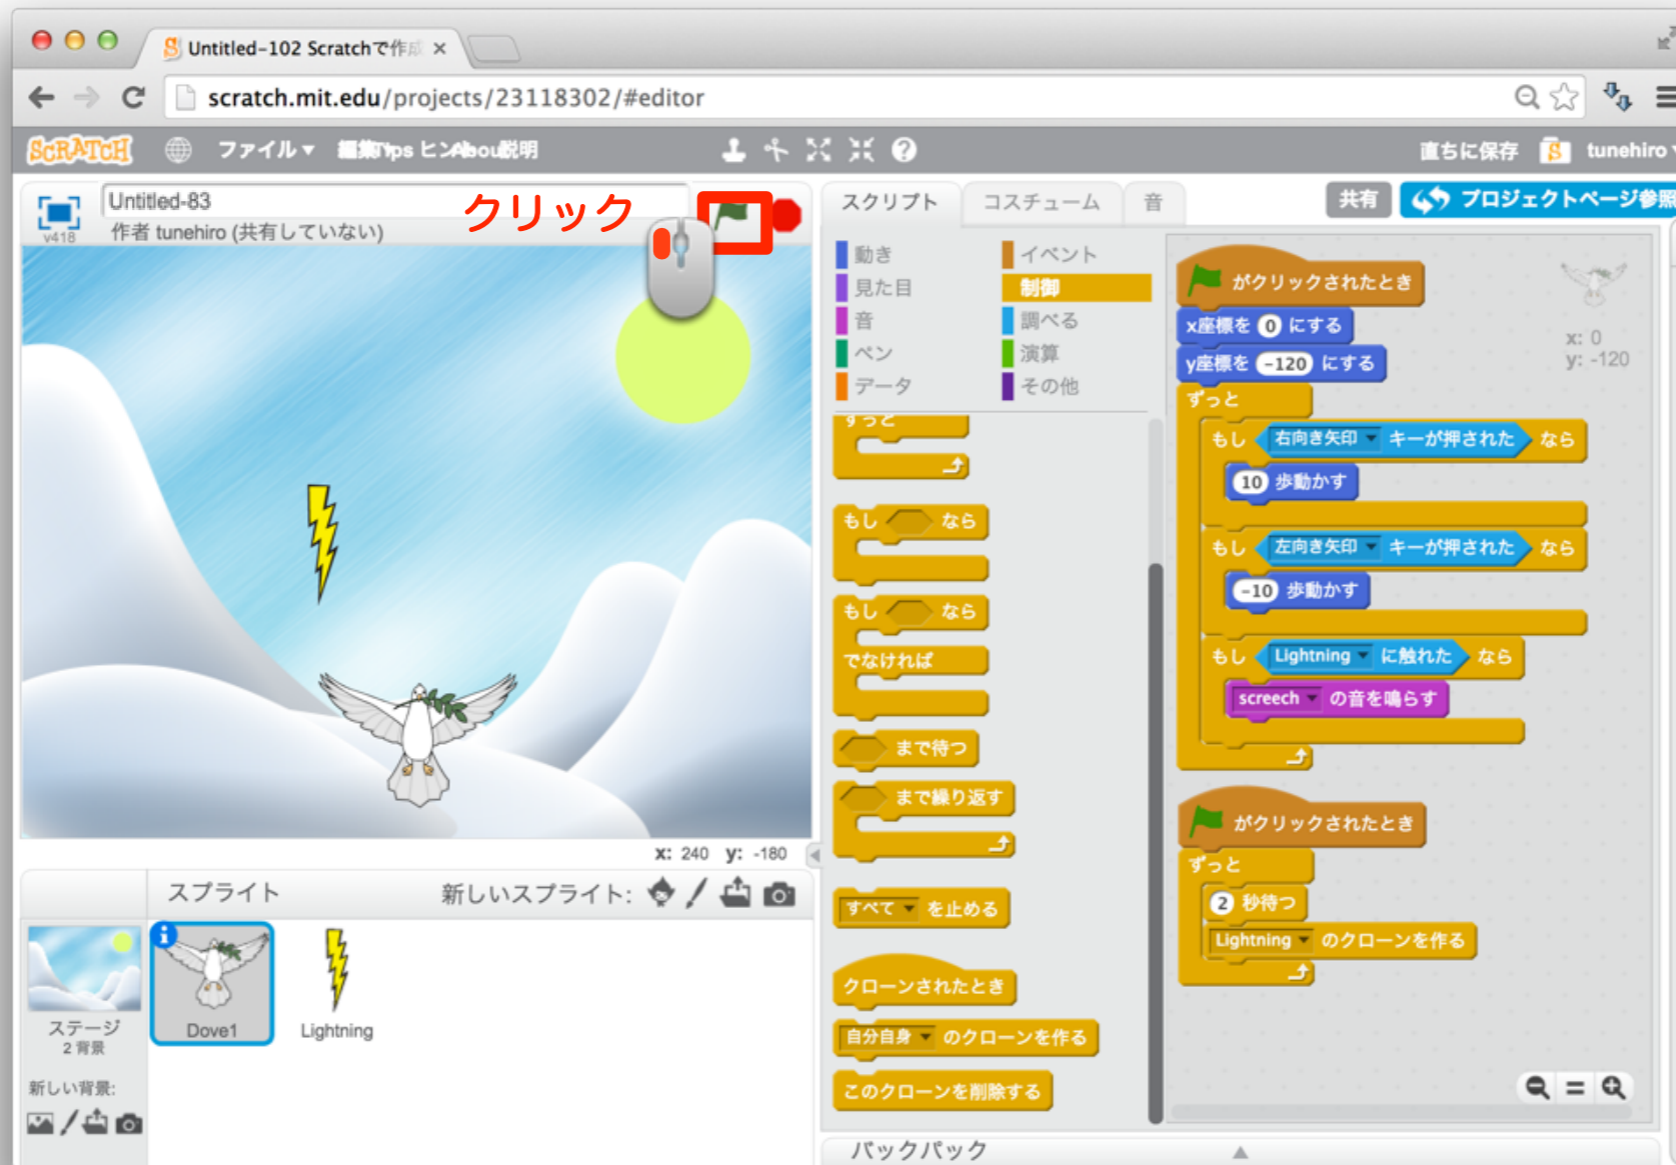 Untitled-102 Scratchで作成
scratch.mit.edu/projects/23118302/#editor
SCRATCH
ファイル▼
編集▼
Tips ヒント
About 説明
直ちに保存
tunehiro
Untitled-83
作者 tunehiro (共有していない)
v418
クリック
スクリプト
コスチューム
音
共有
プロジェクトページ参照
動き
イベント
見た目
制御
音
調べる
ペン
演算
データ
その他
ずっと
もし なら
もし なら
でなければ
まで待つ
まで繰り返す
すべて を止める
クローンされたとき
自分自身 のクローンを作る
このクローンを削除する
がクリックされたとき
x座標を 0 にする
y座標を -120 にする
ずっと
もし 右向き矢印 キーが押された なら
10 歩動かす
もし 左向き矢印 キーが押された なら
-10 歩動かす
もし Lightning に触れた なら
screech の音を鳴らす
がクリックされたとき
ずっと
2 秒待つ
Lightning のクローンを作る
x: 0
y: -120
x: 240 y: -180
スプライト
新しいスプライト:
ステージ
2 背景
新しい背景:
Dove1
Lightning
バックパック